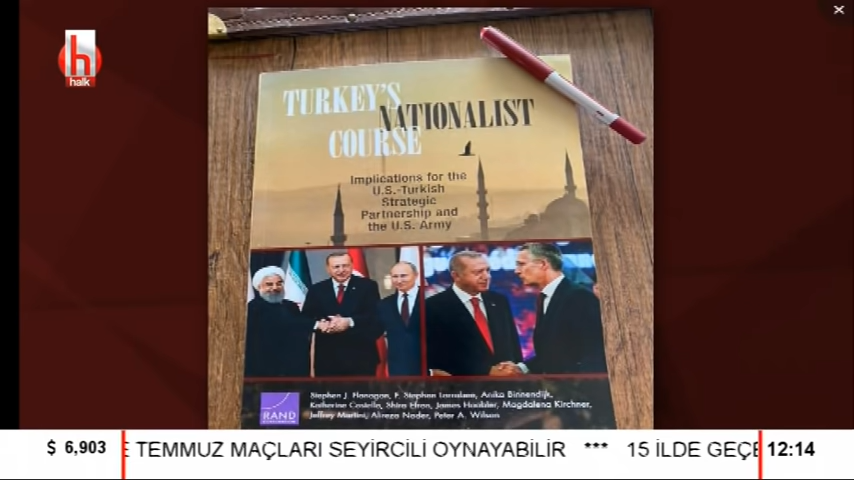 h
halk
TURKEY'S
NATIONALIST
COURSE
Implications for the
U.S.-Turkish
Strategic
Partnership and
the U.S. Army
Stephen J. Flanagan, F. Stephen Larrabee, Anika Binnendijk,
Katherine Costello, Shira Efron, James Hoobler, Magdalena Kirchner,
Jeffrey Martini, Alireza Nader, Peter A. Wilson
RAND
CORPORATION
$ 6,903
E TEMMUZ MAÇLARI SEYİRCİLİ OYNAYABİLİR *** 15 İLDE GEÇE
12:14